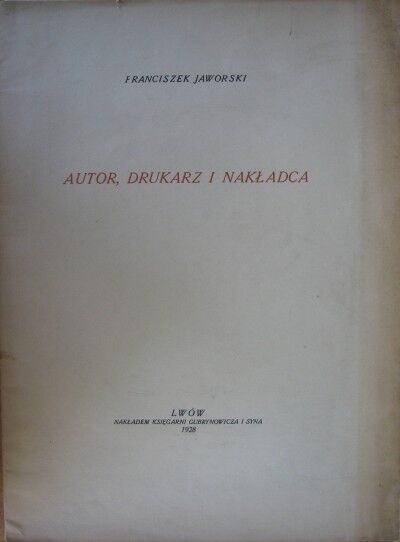 FRANCISZEK JAWORSKI
AUTOR, DRUKARZ I NAKŁADCA
LWÓW
NAKŁADEM KSIĘGARNI GUBRYNOWICZA I SYNA
1928